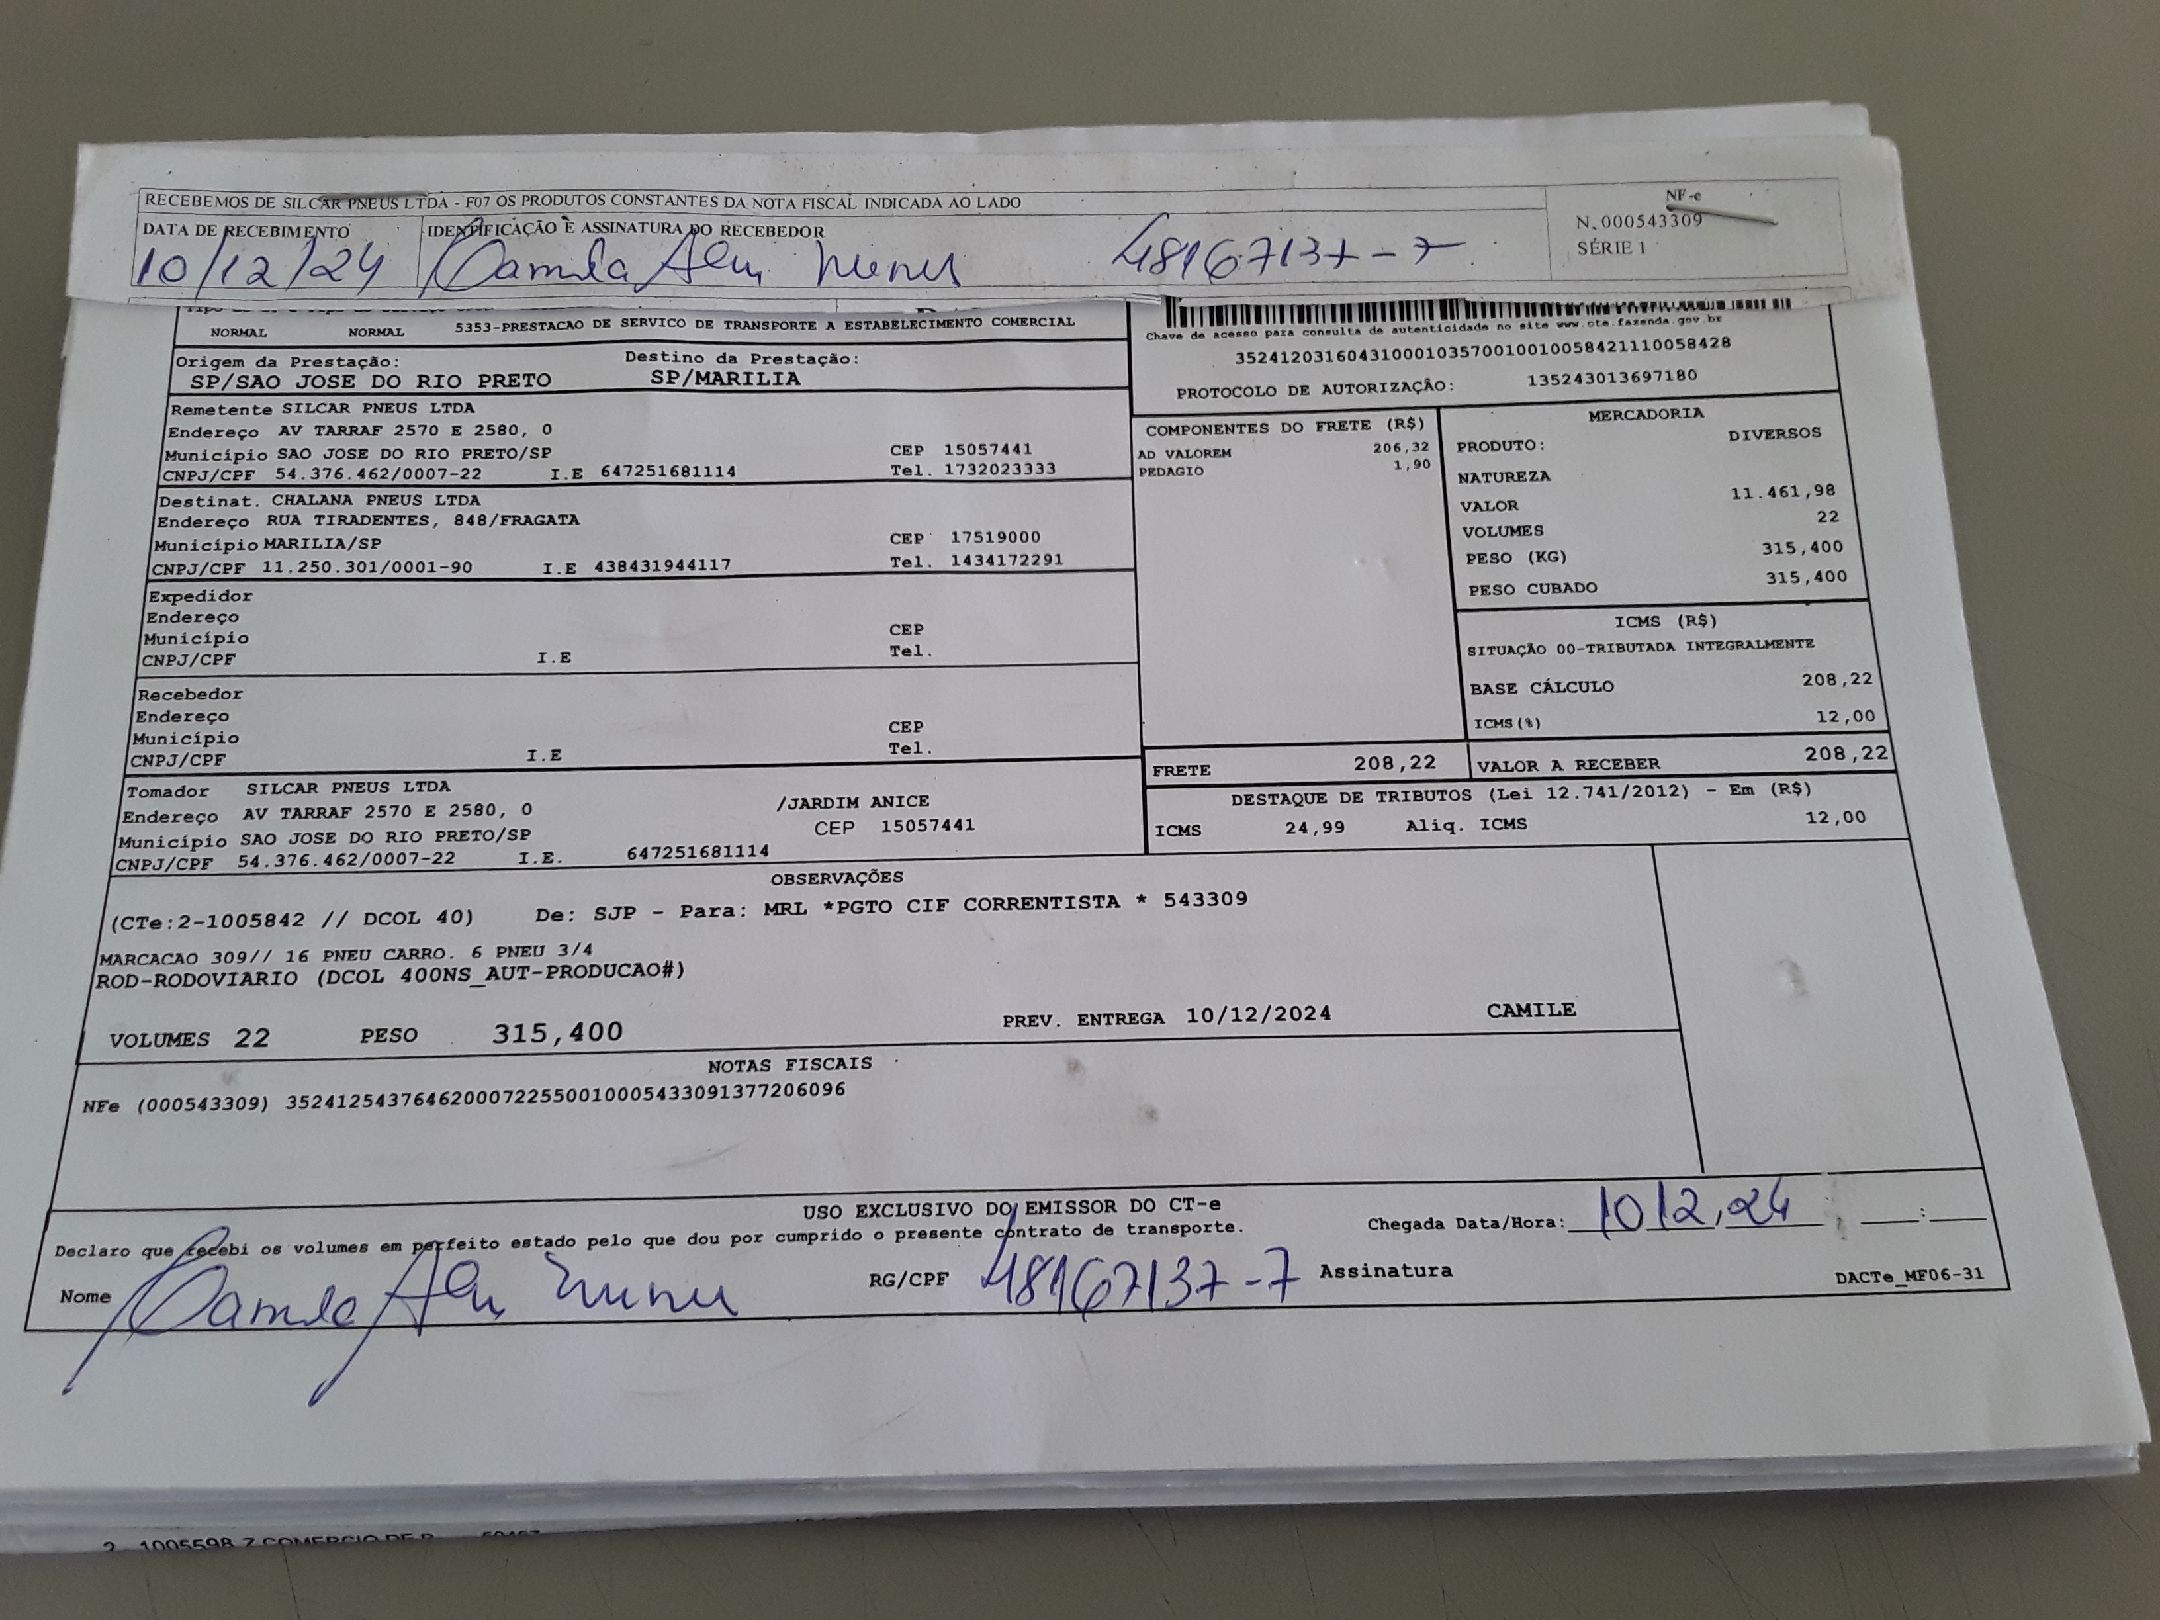 RECEBEMOS DE SILCAR PNEUS LTDA - F07 OS PRODUTOS CONSTANTES DA NOTA FISCAL INDICADA AO LADO
NF-e
N. 000543309
SÉRIE 1
DATA DE RECEBIMENTO
IDENTIFICAÇÃO E ASSINATURA DO RECEBEDOR
10/12/24 Camila 48167137-7
NORMAL NORMAL 5353-PRESTACAO DE SERVICO DE TRANSPORTE A ESTABELECIMENTO COMERCIAL
Chave de acesso para consulta de autenticidade no site www.cte.fazenda.gov.br
35241203160431000103570010010058421110058428
PROTOCOLO DE AUTORIZAÇÃO: 135243013697180
Origem da Prestação: Destino da Prestação:
SP/SAO JOSE DO RIO PRETO SP/MARILIA
Remetente SILCAR PNEUS LTDA
Endereço AV TARRAF 2570 E 2580, 0
Município SAO JOSE DO RIO PRETO/SP CEP 15057441
CNPJ/CPF 54.376.462/0007-22 I.E 647251681114 Tel. 1732023333
Destinat. CHALANA PNEUS LTDA
Endereço RUA TIRADENTES, 848/FRAGATA
Município MARILIA/SP CEP 17519000
CNPJ/CPF 11.250.301/0001-90 I.E 438431944117 Tel. 1434172291
Expedidor
Endereço
Município CEP
CNPJ/CPF I.E Tel.
Recebedor
Endereço
Município CEP
CNPJ/CPF I.E Tel.
Tomador SILCAR PNEUS LTDA
Endereço AV TARRAF 2570 E 2580, 0 /JARDIM ANICE
Município SAO JOSE DO RIO PRETO/SP CEP 15057441
CNPJ/CPF 54.376.462/0007-22 I.E. 647251681114
COMPONENTES DO FRETE (R$)
AD VALOREM 206,32
PEDAGIO 1,90
MERCADORIA
PRODUTO: DIVERSOS
NATUREZA
VALOR 11.461,98
VOLUMES 22
PESO (KG) 315,400
PESO CUBADO 315,400
ICMS (R$)
SITUAÇÃO 00-TRIBUTADA INTEGRALMENTE
BASE CÁLCULO 208,22
ICMS(%) 12,00
FRETE 208,22 VALOR A RECEBER 208,22
DESTAQUE DE TRIBUTOS (Lei 12.741/2012) - Em (R$)
ICMS 24,99 Aliq. ICMS 12,00
OBSERVAÇÕES
(CTe:2-1005842 // DCOL 40) De: SJP - Para: MRL *PGTO CIF CORRENTISTA * 543309
MARCACAO 309// 16 PNEU CARRO. 6 PNEU 3/4
ROD-RODOVIARIO (DCOL 400NS_AUT-PRODUCAO#)
VOLUMES 22 PESO 315,400 PREV. ENTREGA 10/12/2024 CAMILE
NOTAS FISCAIS
NFe (000543309) 35241254376462000722550010005433091377206096
USO EXCLUSIVO DO EMISSOR DO CT-e
Declaro que recebi os volumes em perfeito estado pelo que dou por cumprido o presente contrato de transporte.
Chegada Data/Hora: 10 12, 24 :
Nome Camila RG/CPF 48167137-7 Assinatura
DACTe_MF06-31